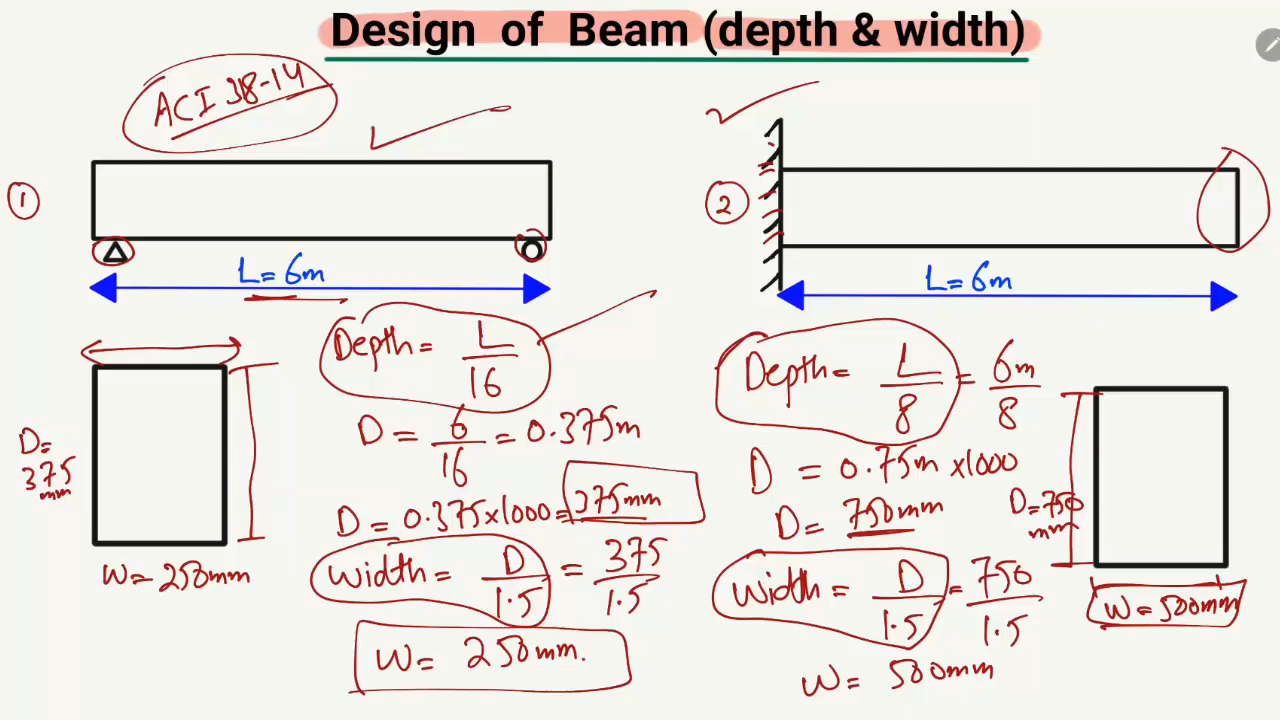 Design of Beam (depth & width)
ACI 38-14
1
L= 6m
Depth= L/16
D = 6/16 = 0.375m
D = 0.375x1000= 375mm
Width= D/1.5 = 375/1.5
W= 250mm.
D=
375
mm
W= 250mm
2
L= 6m
Depth= L/8 = 6m/8
D = 0.75m x1000
D= 750mm
Width= D/1.5 = 750/1.5
W= 500mm
D=750
mm
W=500mm